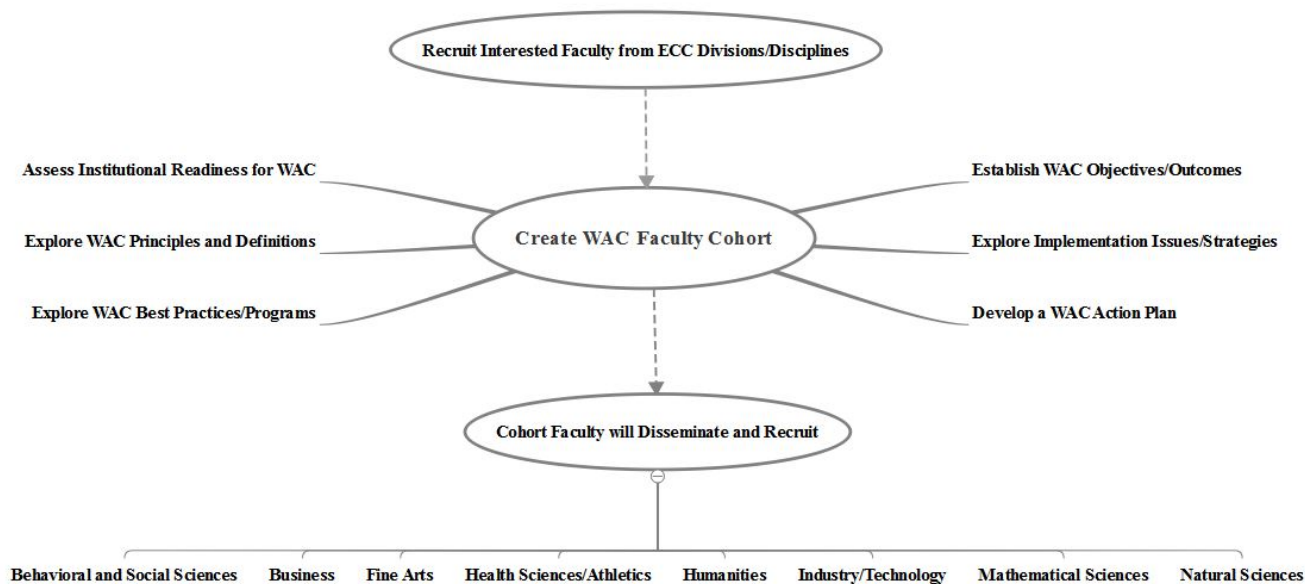 Recruit Interested Faculty from ECC Divisions/Disciplines
Assess Institutional Readiness for WAC
Establish WAC Objectives/Outcomes
Explore WAC Principles and Definitions
Create WAC Faculty Cohort
Explore Implementation Issues/Strategies
Explore WAC Best Practices/Programs
Develop a WAC Action Plan
Cohort Faculty will Disseminate and Recruit
Behavioral and Social Sciences
Business
Fine Arts
Health Sciences/Athletics
Humanities
Industry/Technology
Mathematical Sciences
Natural Sciences